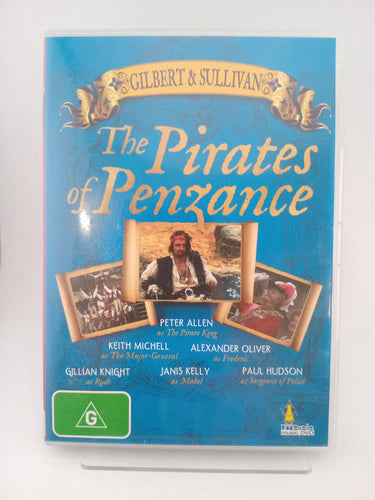 GILBERT & SULLIVAN
The Pirates
of Penzance
PETER ALLEN
as The Pirate King
KEITH MICHELL ALEXANDER OLIVER
as The Major-General as Frederic
GILLIAN KNIGHT JANIS KELLY PAUL HUDSON
as Ruth as Mabel as Sergeant of Police
G